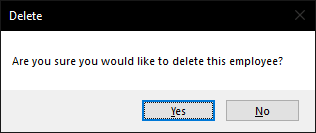 Delete
Are you sure you would like to delete this employee?
Yes
No